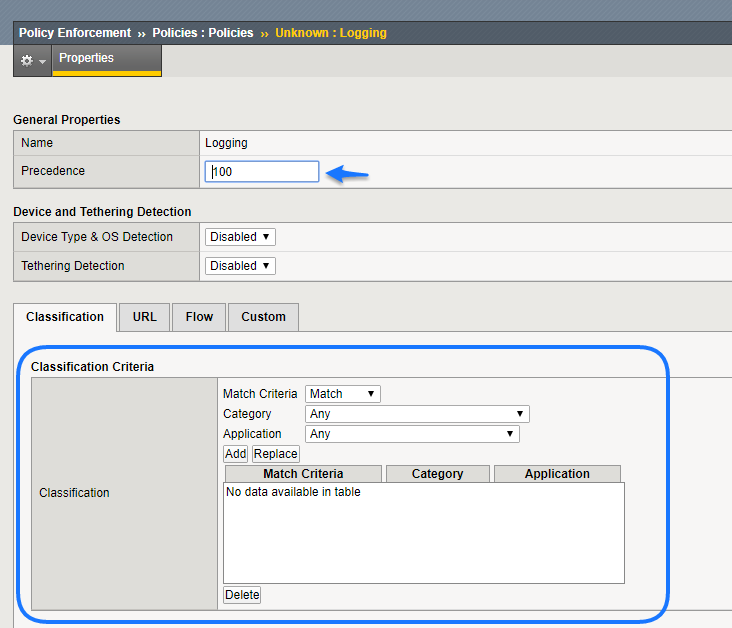 Policy Enforcement ›› Policies : Policies ›› Unknown : Logging
Properties
General Properties
Name Logging
Precedence 100
Device and Tethering Detection
Device Type & OS Detection Disabled
Tethering Detection Disabled
Classification URL Flow Custom
Classification Criteria
Match Criteria Match
Category Any
Application Any
Add Replace
Match Criteria Category Application
No data available in table
Classification
Delete